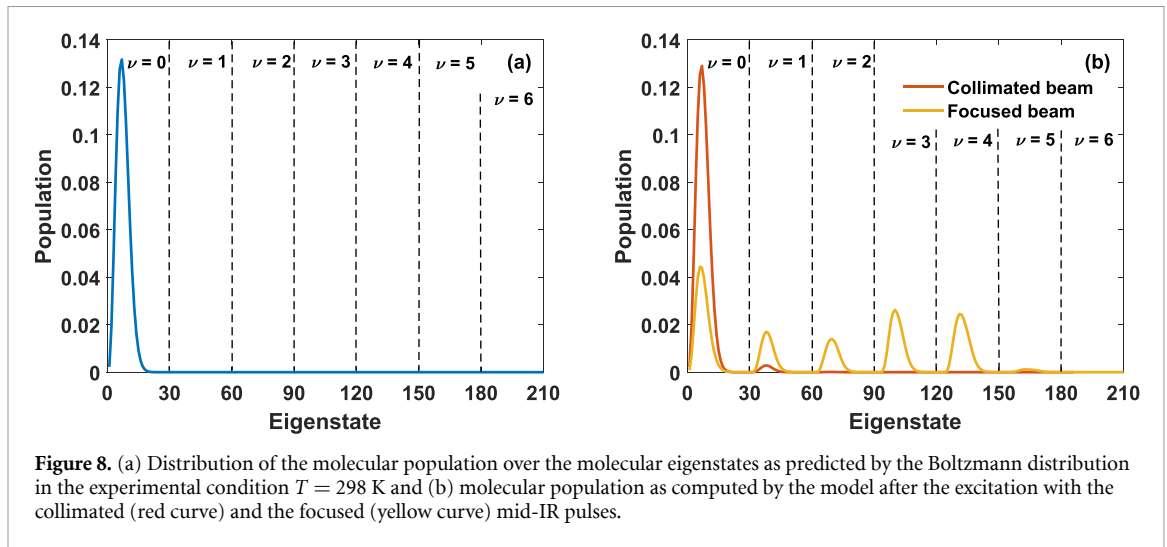 0.14
0.12
0.1
0.08
0.06
0.04
0.02
0
Population
ν = 0
ν = 1
ν = 2
ν = 3
ν = 4
ν = 5
(a)
ν = 6
0 30 60 90 120 150 180 210
Eigenstate
0.14
0.12
0.1
0.08
0.06
0.04
0.02
0
Population
ν = 0
ν = 1
ν = 2
(b)
Collimated beam
Focused beam
ν = 3
ν = 4
ν = 5
ν = 6
0 30 60 90 120 150 180 210
Eigenstate
Figure 8. (a) Distribution of the molecular population over the molecular eigenstates as predicted by the Boltzmann distribution
in the experimental condition T = 298 K and (b) molecular population as computed by the model after the excitation with the
collimated (red curve) and the focused (yellow curve) mid-IR pulses.